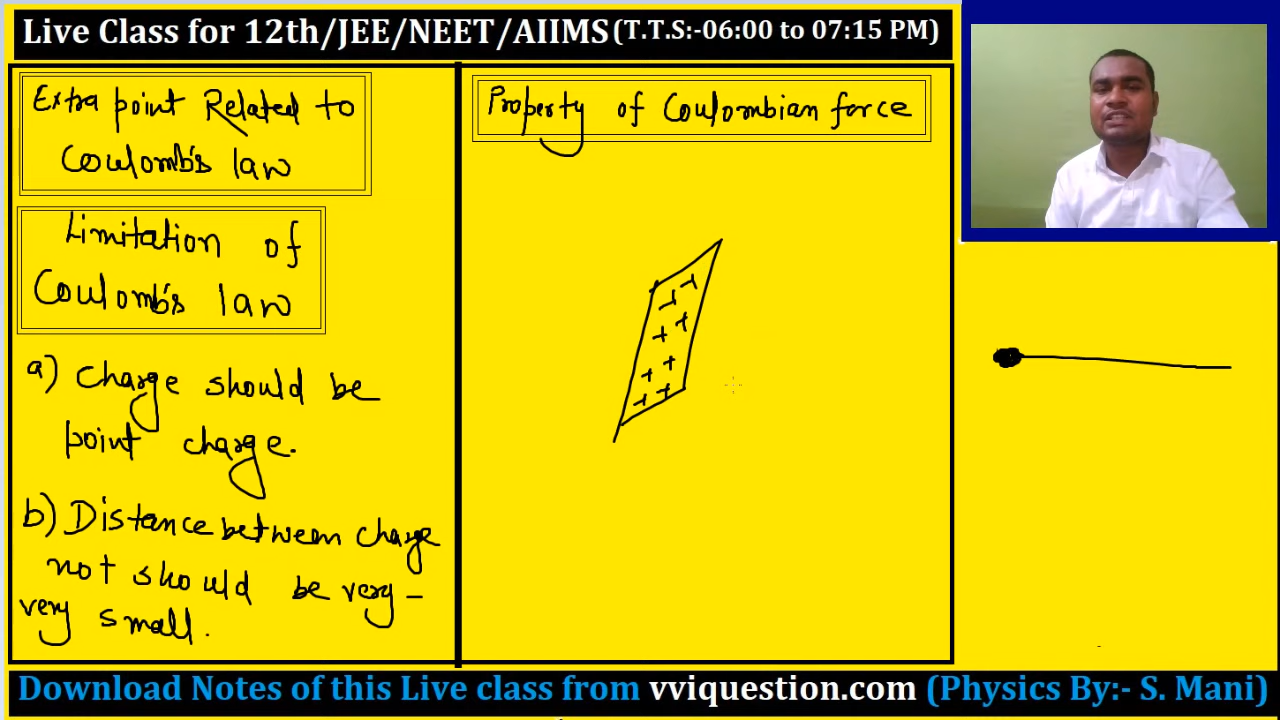 Live Class for 12th/JEE/NEET/AIIMS(T.T.S:-06:00 to 07:15 PM)
Extra point Related to
Coulomb's law
Limitation of
Coulomb's law
a) Charge should be
point charge.
b) Distance between charge
not should be very-
very small.
Property of Coulombian force
+ +
+ +
+ +
+ +
Download Notes of this Live class from vviquestion.com (Physics By:- S. Mani)